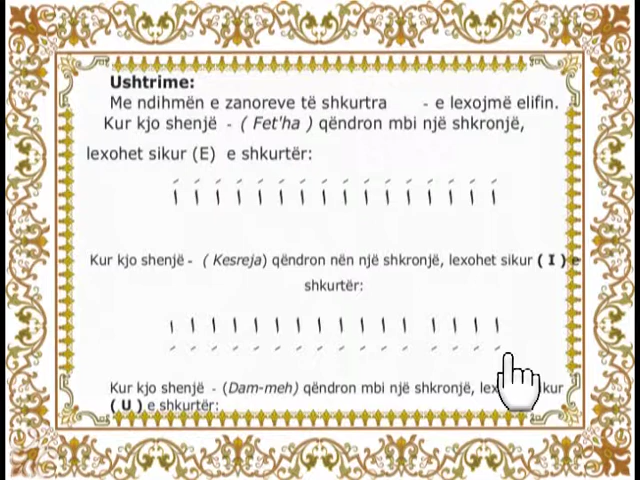 Ushtrime:
Me ndihmën e zanoreve të shkurtra - e lexojmë elifin.
Kur kjo shenjë - ( Fet'ha ) qëndron mbi një shkronjë,
lexohet sikur (E) e shkurtër:
اَ اَ اَ اَ اَ اَ اَ اَ اَ اَ اَ اَ اَ اَ اَ اَ
Kur kjo shenjë - ( Kesreja) qëndron nën një shkronjë, lexohet sikur ( I ) e
shkurtër:
اِ اِ اِ اِ اِ اِ اِ اِ اِ اِ اِ اِ اِ اِ اِ اِ
Kur kjo shenjë - (Dam-meh) qëndron mbi një shkronjë,
( U ) e shkurtër: